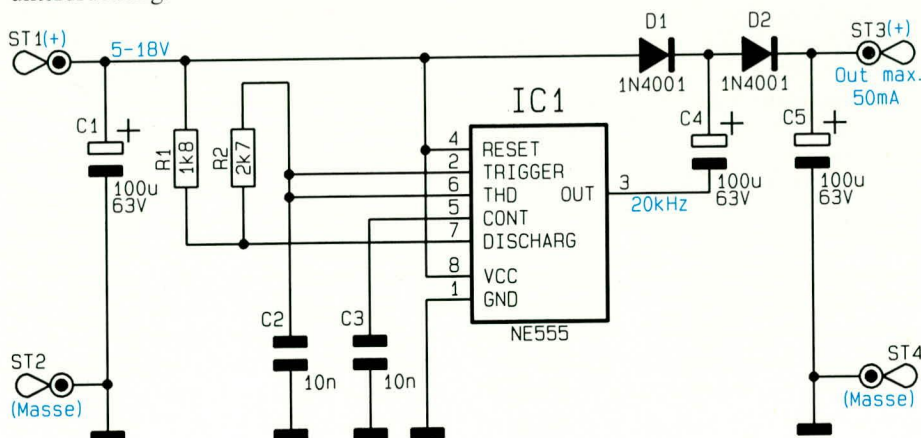 ST1(+)
5-18V
D1
D2
ST3(+)
1N4001
1N4001
Out max.
50mA
IC1
C1
+
R1
1k8
R2
2k7
C4
+
C5
+
4
RESET
2
TRIGGER
6
THD
OUT
3
5
CONT
20kHz
7
DISCHARG
8
VCC
1
GND
100u
63V
100u
63V
100u
63V
C2
C3
NE555
10n
10n
ST2
(Masse)
ST4
(Masse)